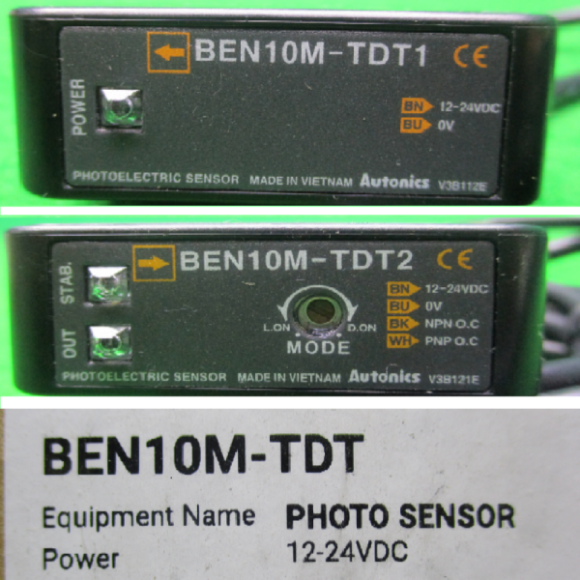 BEN10M-TDT1 CE
POWER
BN 12-24VDC
BU 0V
PHOTOELECTRIC SENSOR MADE IN VIETNAM Autonics V3B112E
BEN10M-TDT2 CE
STAB.
OUT
L.ON D.ON
MODE
BN 12-24VDC
BU 0V
BK NPN O.C
WH PNP O.C
PHOTOELECTRIC SENSOR MADE IN VIETNAM Autonics V3B121E
BEN10M-TDT
Equipment Name PHOTO SENSOR
Power 12-24VDC